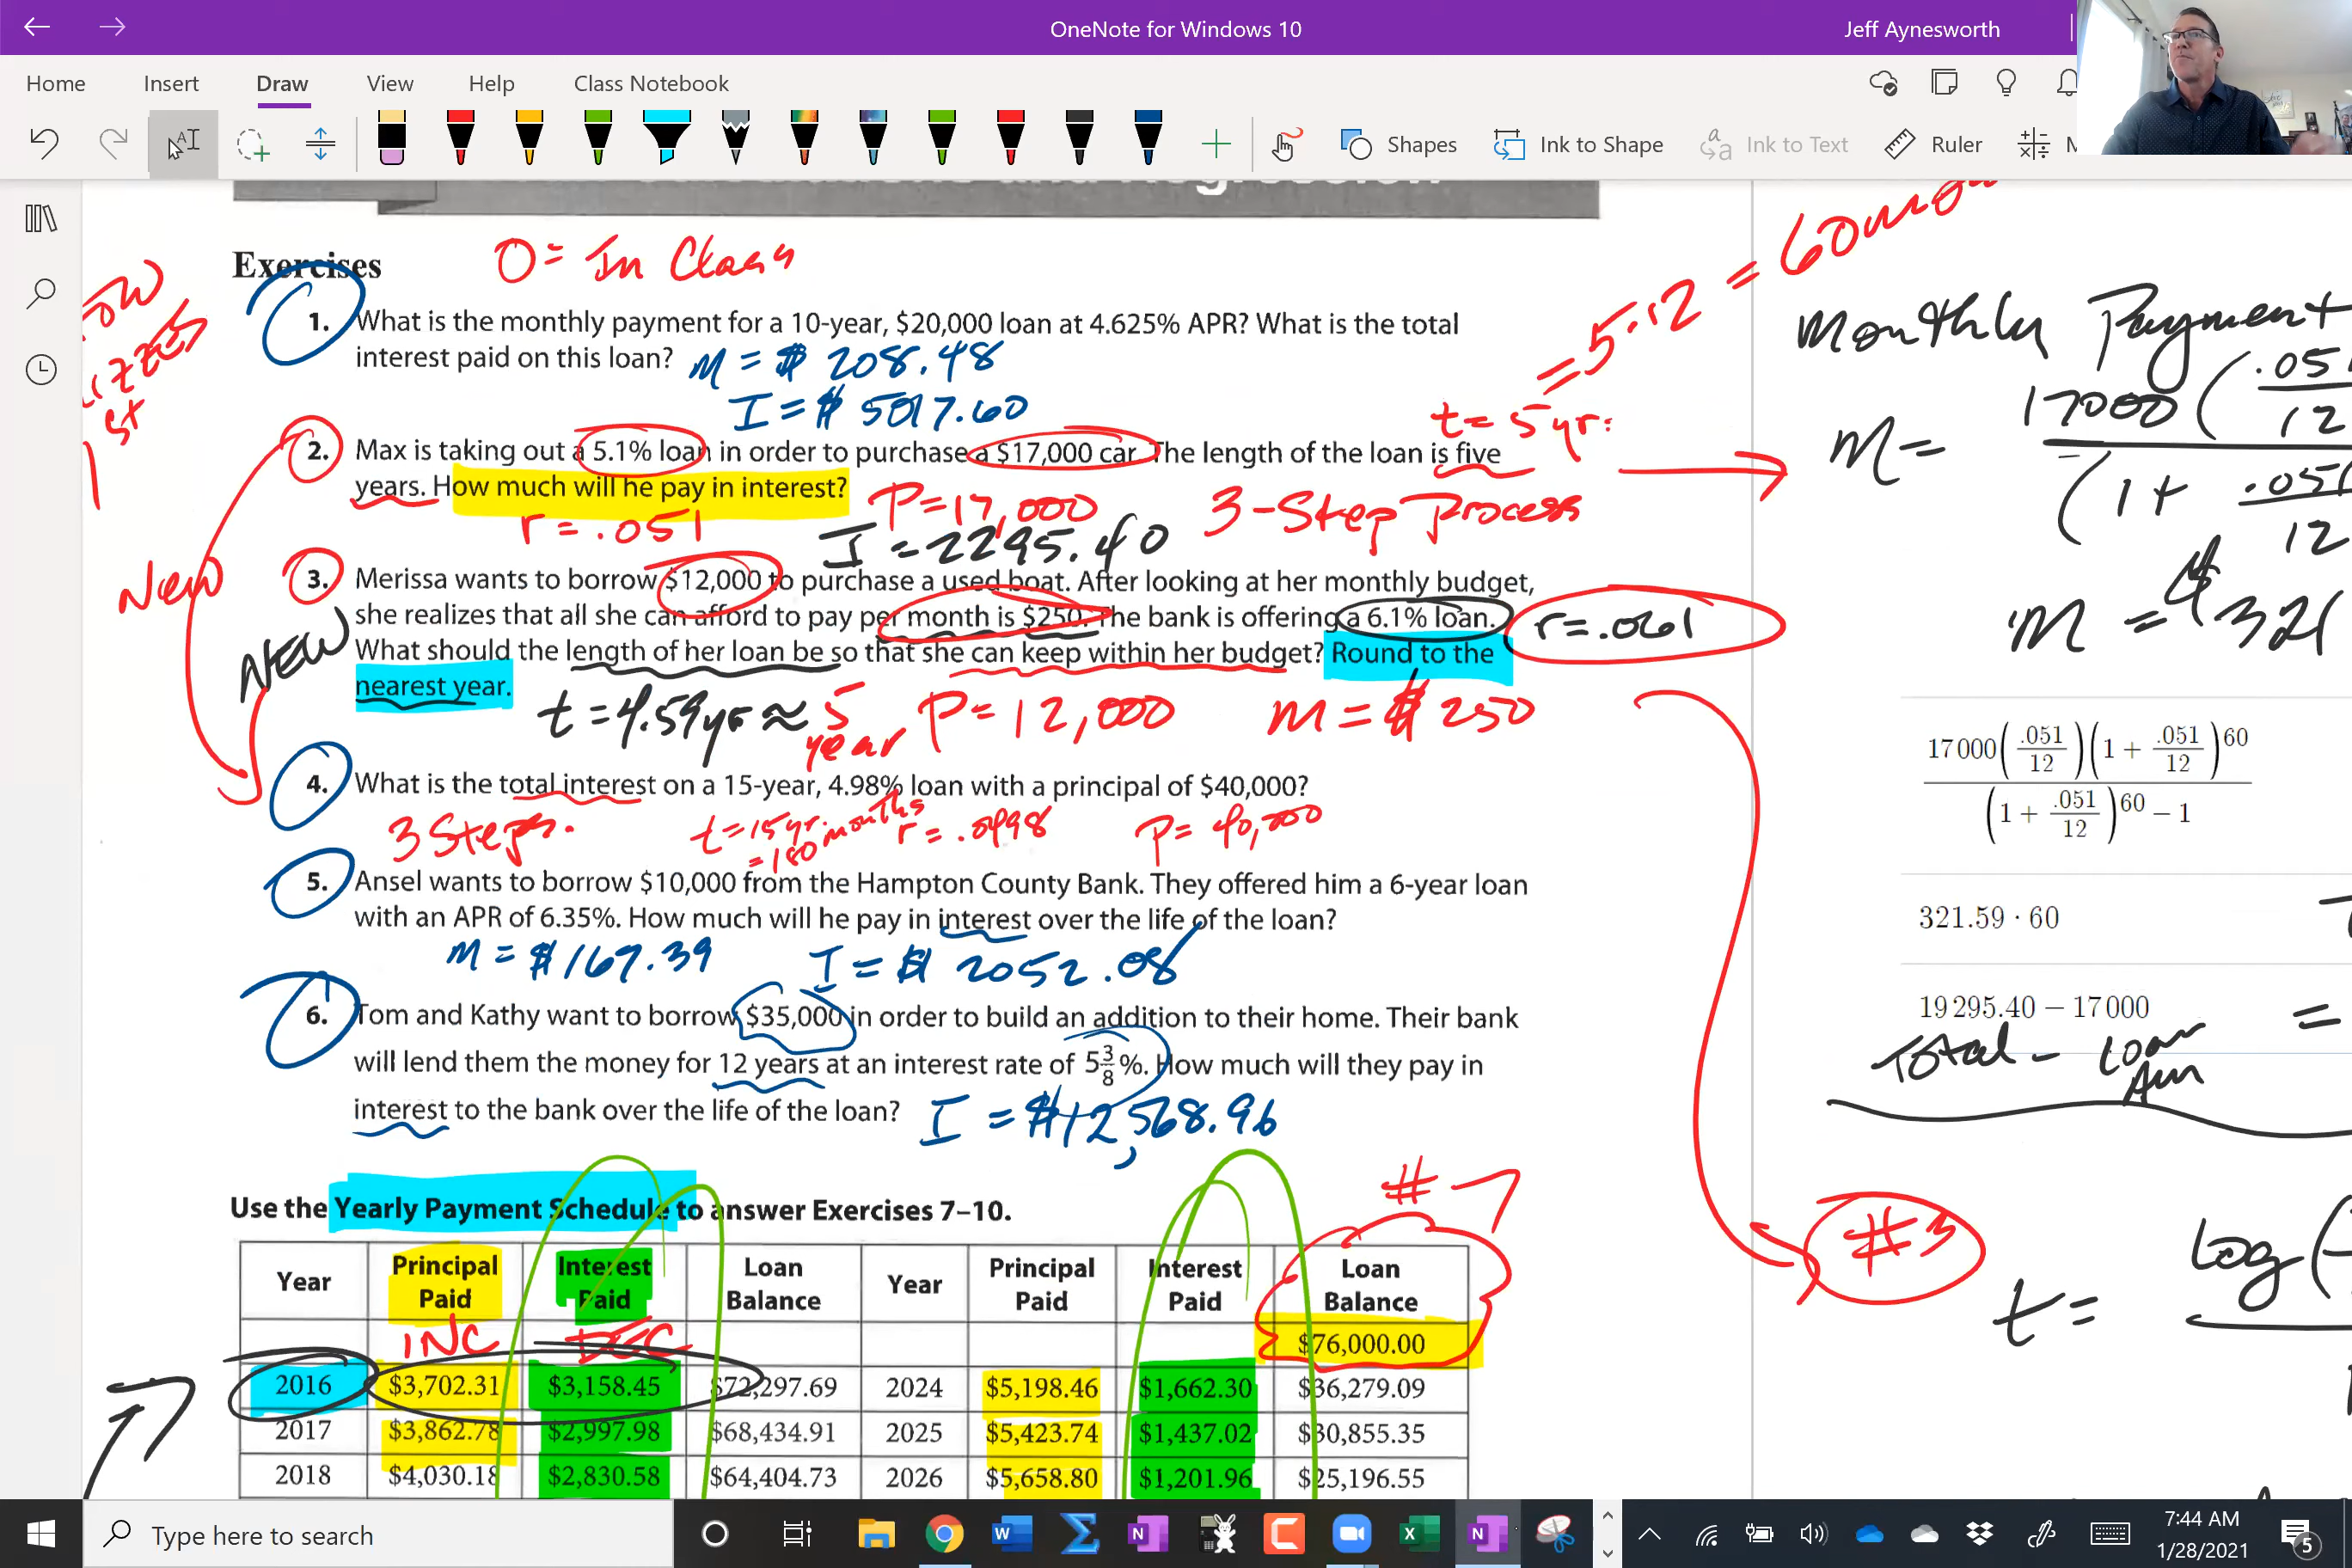 OneNote for Windows 10
Jeff Aynesworth
Home Insert Draw View Help Class Notebook
Shapes Ink to Shape Ink to Text Ruler
Exercises
O = In Class
= 5.12 = 60
1st
1. What is the monthly payment for a 10-year, $20,000 loan at 4.625% APR? What is the total
interest paid on this loan? M = $ 208.48
I = $ 5017.60
t = 5 yr.
2. Max is taking out a 5.1% loan in order to purchase a $17,000 car. The length of the loan is five
years. How much will he pay in interest? P = 17,000 3-Step Process
r = .051 I = 2295.40
New
3. Merissa wants to borrow $12,000 to purchase a used boat. After looking at her monthly budget,
she realizes that all she can afford to pay per month is $250. The bank is offering a 6.1% loan. r = .061
What should the length of her loan be so that she can keep within her budget? Round to the
nearest year.
NEW
t = 4.59 yr ≈ 5 year P = 12,000 M = $ 250
4. What is the total interest on a 15-year, 4.98% loan with a principal of $40,000?
3 Steps. t = 15 yr. r = .0498 P = 40,000
= 180 months
5. Ansel wants to borrow $10,000 from the Hampton County Bank. They offered him a 6-year loan
with an APR of 6.35%. How much will he pay in interest over the life of the loan?
M = $ 167.39 I = $ 2052.08
6. Tom and Kathy want to borrow $35,000 in order to build an addition to their home. Their bank
will lend them the money for 12 years at an interest rate of 5 3/8 %. How much will they pay in
interest to the bank over the life of the loan? I = $12,568.96
Use the Yearly Payment Schedule to answer Exercises 7–10.
#7
Year Principal Paid Interest Paid Loan Balance Year Principal Paid Interest Paid Loan Balance
INC DEC $76,000.00
2016 $3,702.31 $3,158.45 $72,297.69 2024 $5,198.46 $1,662.30 $36,279.09
2017 $3,862.78 $2,997.98 $68,434.91 2025 $5,423.74 $1,437.02 $30,855.35
2018 $4,030.18 $2,830.58 $64,404.73 2026 $5,658.80 $1,201.96 $25,196.55
Monthly Payment
M = 17000 ( .05 / 12
( 1 + .051 / 12
M = $ 321
17000(.051/12)(1 + .051/12)^60
(1 + .051/12)^60 − 1
321.59 · 60
19295.40 − 17000 =
Total - Loan
#3
t = log (
Type here to search
7:44 AM
1/28/2021
5